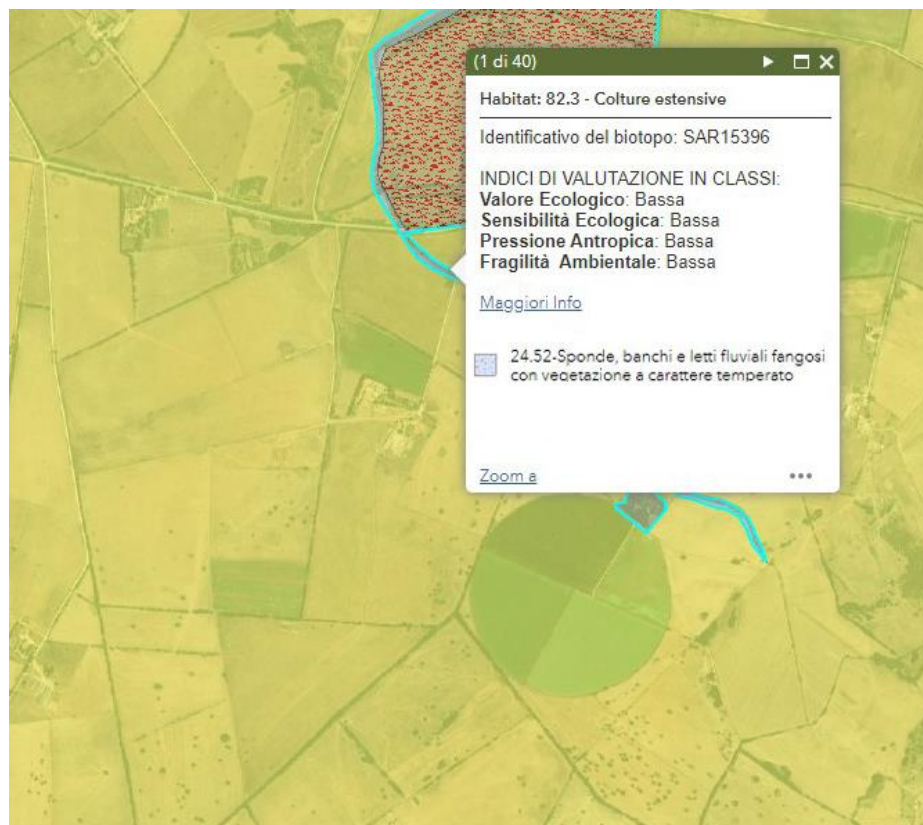 (1 di 40)
Habitat: 82.3 - Colture estensive
Identificativo del biotopo: SAR15396
INDICI DI VALUTAZIONE IN CLASSI:
Valore Ecologico: Bassa
Sensibilità Ecologica: Bassa
Pressione Antropica: Bassa
Fragilità Ambientale: Bassa
Maggiori Info
24.52-Sponde, banchi e letti fluviali fangosi
con vegetazione a carattere temperato
Zoom a